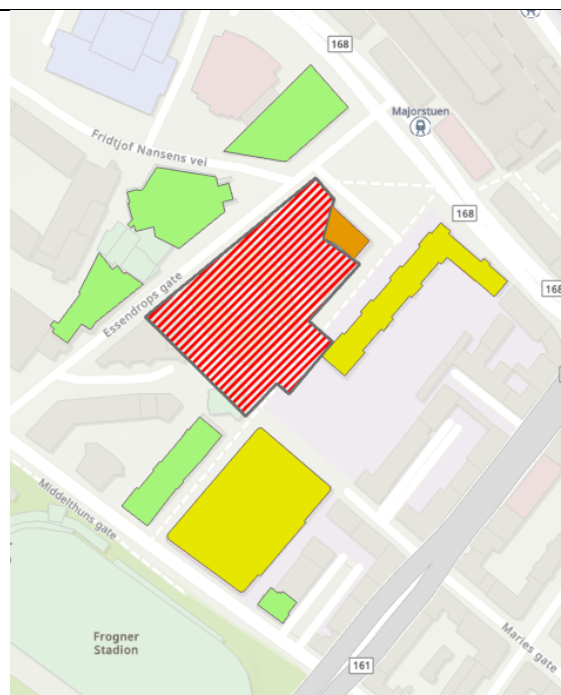 168
Majorstuen
Fridtjof Nansens vei
168
168
Essendrops gate
Middelthuns gate
Frogner
Stadion
Maries gate
161